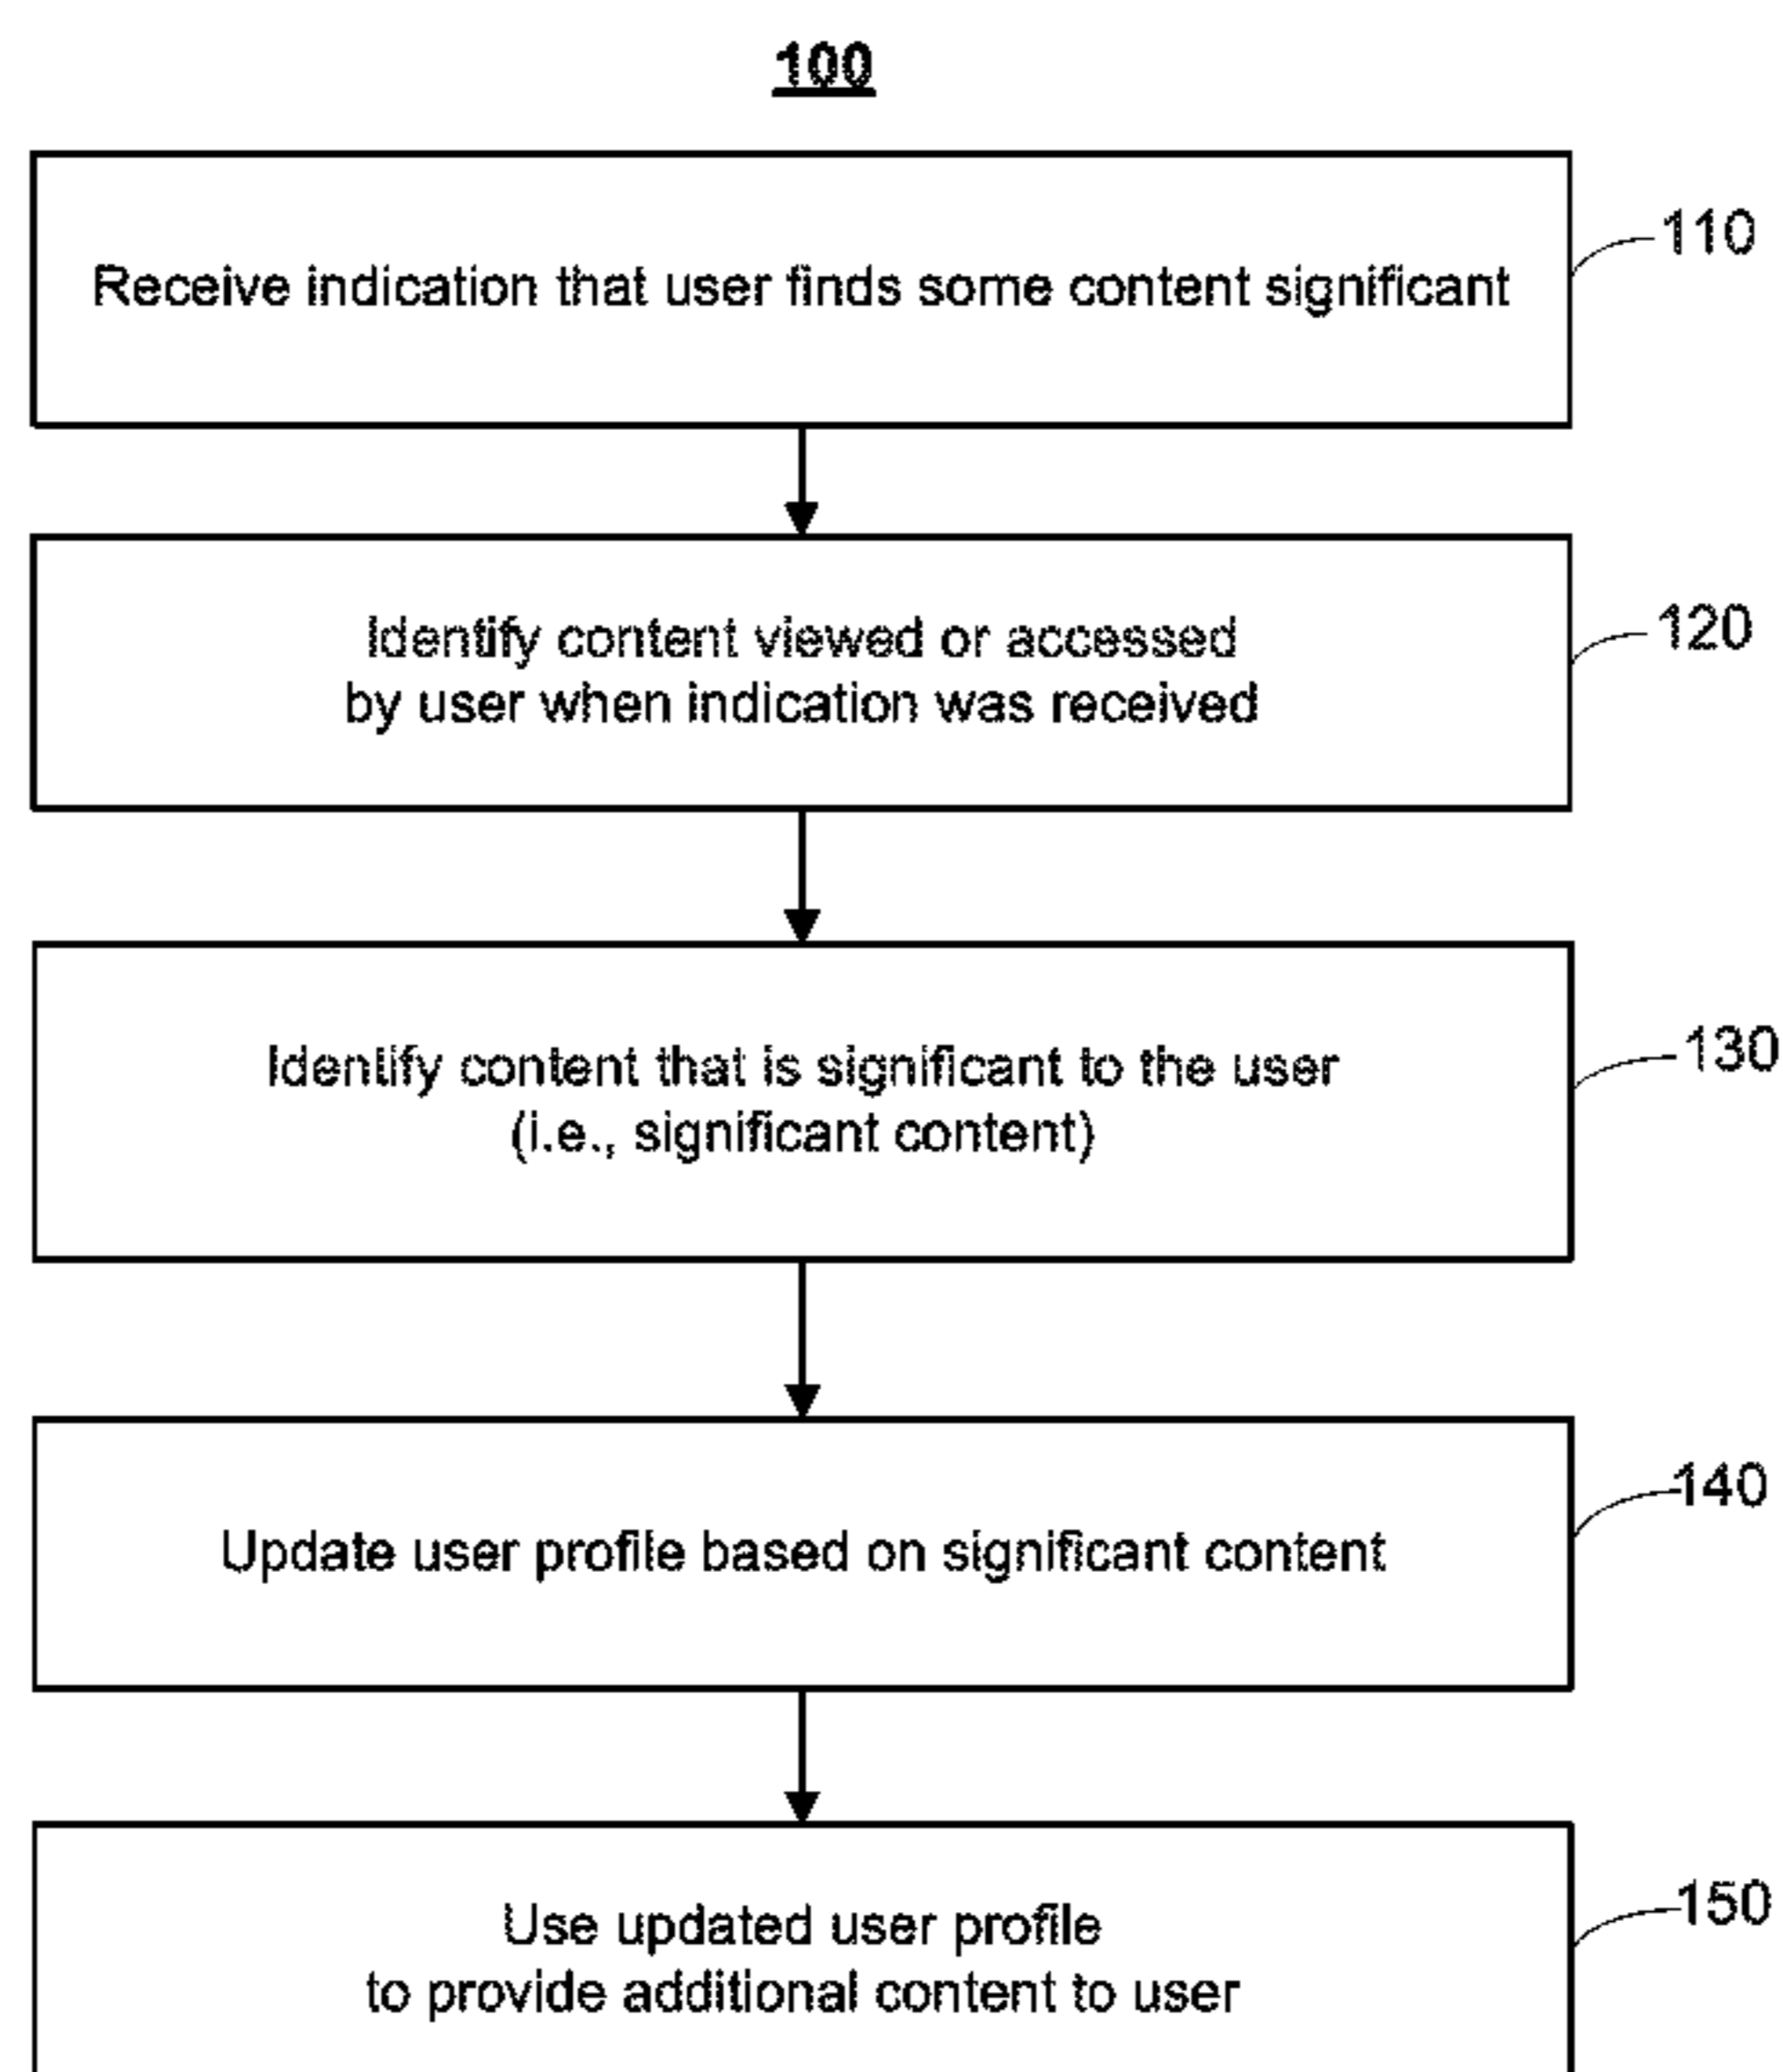 100
Receive indication that user finds some content significant
110
Identify content viewed or accessed
by user when indication was received
120
Identify content that is significant to the user
(i.e., significant content)
130
Update user profile based on significant content
140
Use updated user profile
to provide additional content to user
150